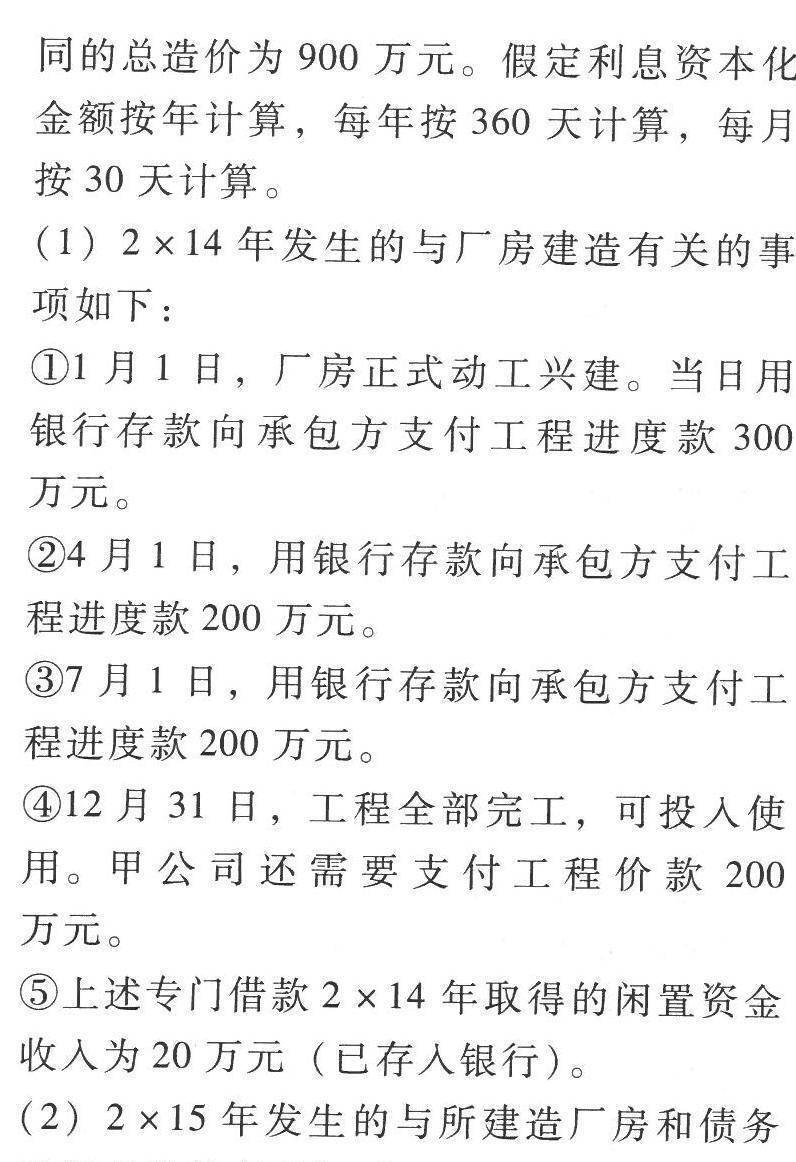 同的总造价为 900 万元。假定利息资本化
金额按年计算，每年按 360 天计算，每月
按 30 天计算。
(1) 2×14 年发生的与厂房建造有关的事
项如下：
①1 月 1 日，厂房正式动工兴建。当日用
银行存款向承包方支付工程进度款 300
万元。
②4 月 1 日，用银行存款向承包方支付工
程进度款 200 万元。
③7 月 1 日，用银行存款向承包方支付工
程进度款 200 万元。
④12 月 31 日，工程全部完工，可投入使
用。甲公司还需要支付工程价款 200
万元。
⑤上述专门借款 2×14 年取得的闲置资金
收入为 20 万元（已存入银行）。
(2) 2×15 年发生的与所建造厂房和债务